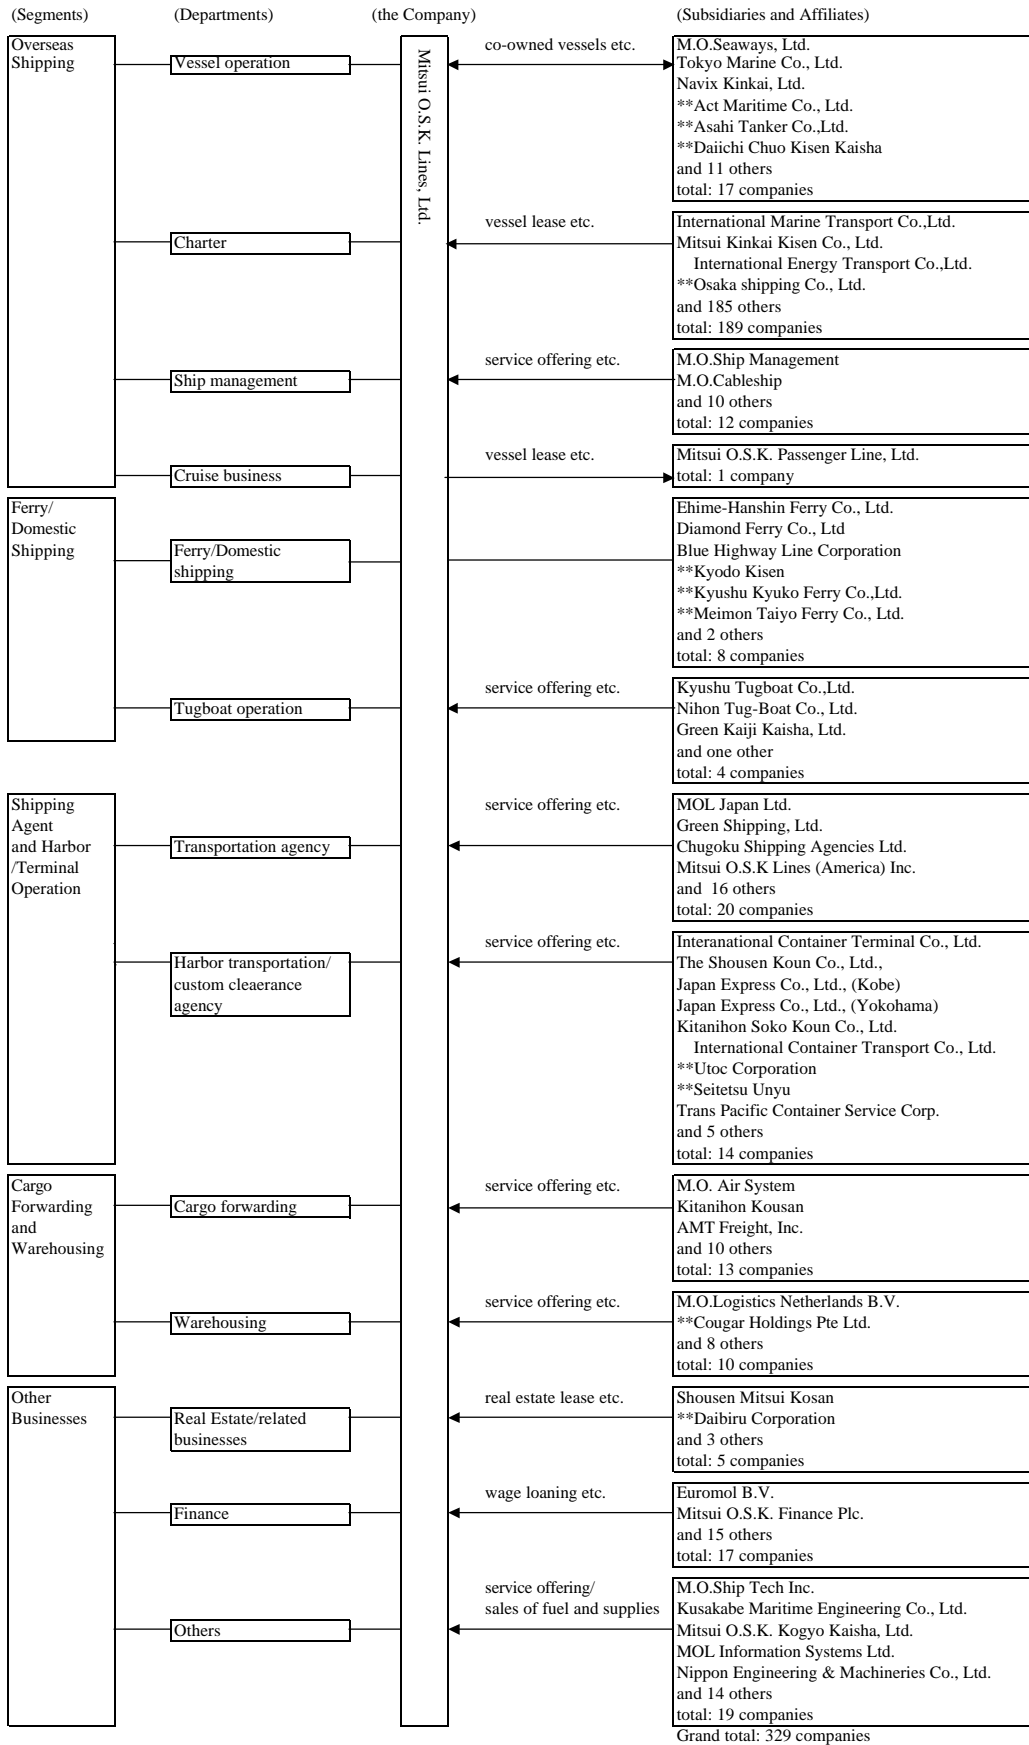 (Segments) (Departments) (the Company) (Subsidiaries and Affiliates)
Mitsui O.S.K. Lines, Ltd.
Overseas
Shipping
Vessel operation
co-owned vessels etc.
M.O.Seaways, Ltd.
Tokyo Marine Co., Ltd.
Navix Kinkai, Ltd.
**Act Maritime Co., Ltd.
**Asahi Tanker Co.,Ltd.
**Daiichi Chuo Kisen Kaisha
and 11 others
total: 17 companies
Charter
vessel lease etc.
International Marine Transport Co.,Ltd.
Mitsui Kinkai Kisen Co., Ltd.
International Energy Transport Co.,Ltd.
**Osaka shipping Co., Ltd.
and 185 others
total: 189 companies
Ship management
service offering etc.
M.O.Ship Management
M.O.Cableship
and 10 others
total: 12 companies
Cruise business
vessel lease etc.
Mitsui O.S.K. Passenger Line, Ltd.
total: 1 company
Ferry/
Domestic
Shipping
Ferry/Domestic
shipping
Ehime-Hanshin Ferry Co., Ltd.
Diamond Ferry Co., Ltd
Blue Highway Line Corporation
**Kyodo Kisen
**Kyushu Kyuko Ferry Co.,Ltd.
**Meimon Taiyo Ferry Co., Ltd.
and 2 others
total: 8 companies
Tugboat operation
service offering etc.
Kyushu Tugboat Co.,Ltd.
Nihon Tug-Boat Co., Ltd.
Green Kaiji Kaisha, Ltd.
and one other
total: 4 companies
Shipping
Agent
and Harbor
/Terminal
Operation
Transportation agency
service offering etc.
MOL Japan Ltd.
Green Shipping, Ltd.
Chugoku Shipping Agencies Ltd.
Mitsui O.S.K Lines (America) Inc.
and 16 others
total: 20 companies
Harbor transportation/
custom cleaerance
agency
service offering etc.
Interanational Container Terminal Co., Ltd.
The Shousen Koun Co., Ltd.,
Japan Express Co., Ltd., (Kobe)
Japan Express Co., Ltd., (Yokohama)
Kitanihon Soko Koun Co., Ltd.
International Container Transport Co., Ltd.
**Utoc Corporation
**Seitetsu Unyu
Trans Pacific Container Service Corp.
and 5 others
total: 14 companies
Cargo
Forwarding
and
Warehousing
Cargo forwarding
service offering etc.
M.O. Air System
Kitanihon Kousan
AMT Freight, Inc.
and 10 others
total: 13 companies
Warehousing
service offering etc.
M.O.Logistics Netherlands B.V.
**Cougar Holdings Pte Ltd.
and 8 others
total: 10 companies
Other
Businesses
Real Estate/related
businesses
real estate lease etc.
Shousen Mitsui Kosan
**Daibiru Corporation
and 3 others
total: 5 companies
Finance
wage loaning etc.
Euromol B.V.
Mitsui O.S.K. Finance Plc.
and 15 others
total: 17 companies
Others
service offering/
sales of fuel and supplies
M.O.Ship Tech Inc.
Kusakabe Maritime Engineering Co., Ltd.
Mitsui O.S.K. Kogyo Kaisha, Ltd.
MOL Information Systems Ltd.
Nippon Engineering & Machineries Co., Ltd.
and 14 others
total: 19 companies
Grand total: 329 companies